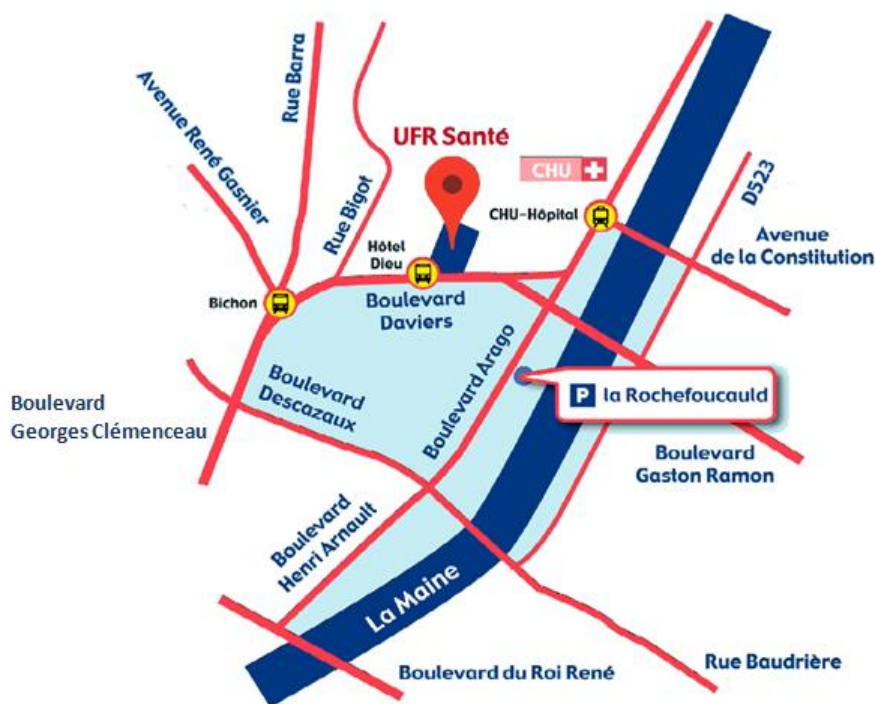 Avenue René Gasnier
Rue Barra
Rue Bigot
UFR Santé
CHU
CHU-Hôpital
D523
Avenue
de la Constitution
Hôtel
Dieu
Bichon
Boulevard
Daviers
Boulevard
Descazaux
Boulevard Arago
P la Rochefoucauld
Boulevard
Georges Clémenceau
Boulevard
Gaston Ramon
Boulevard
Henri Arnault
La Maine
Boulevard du Roi René
Rue Baudrière